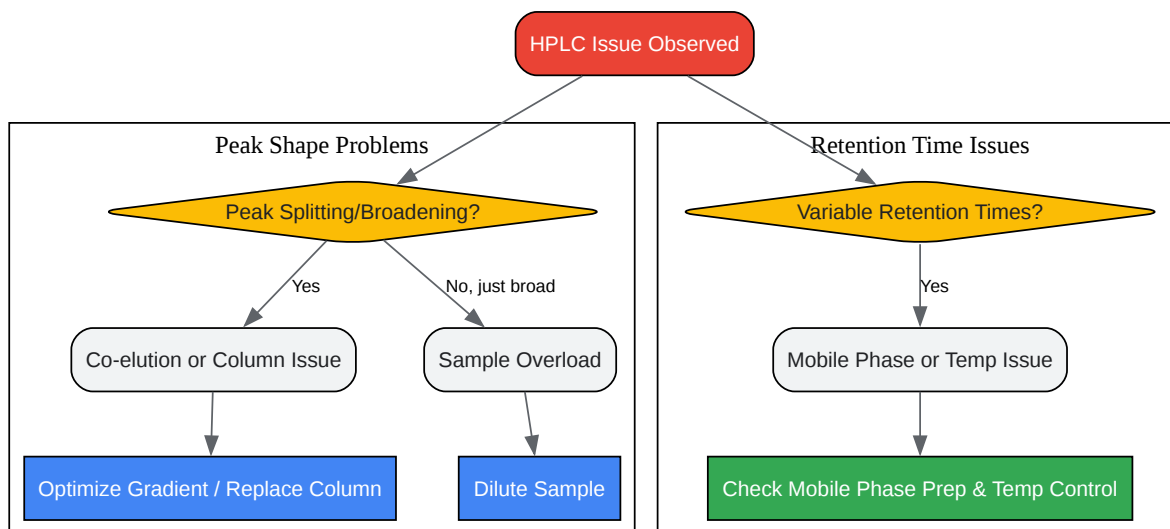 HPLC Issue Observed
Peak Shape Problems
Retention Time Issues
Peak Splitting/Broadening?
Variable Retention Times?
Yes
No, just broad
Yes
Co-elution or Column Issue
Sample Overload
Mobile Phase or Temp Issue
Optimize Gradient / Replace Column
Dilute Sample
Check Mobile Phase Prep & Temp Control